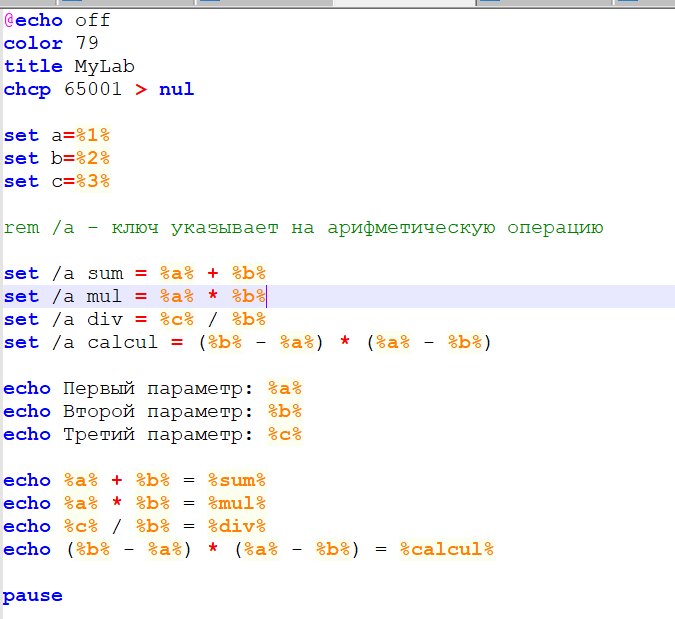 @echo off
color 79
title MyLab
chcp 65001 > nul
set a=%1%
set b=%2%
set c=%3%
rem /a - ключ указывает на арифметическую операцию
set /a sum = %a% + %b%
set /a mul = %a% * %b%
set /a div = %c% / %b%
set /a calcul = (%b% - %a%) * (%a% - %b%)
echo Первый параметр: %a%
echo Второй параметр: %b%
echo Третий параметр: %c%
echo %a% + %b% = %sum%
echo %a% * %b% = %mul%
echo %c% / %b% = %div%
echo (%b% - %a%) * (%a% - %b%) = %calcul%
pause